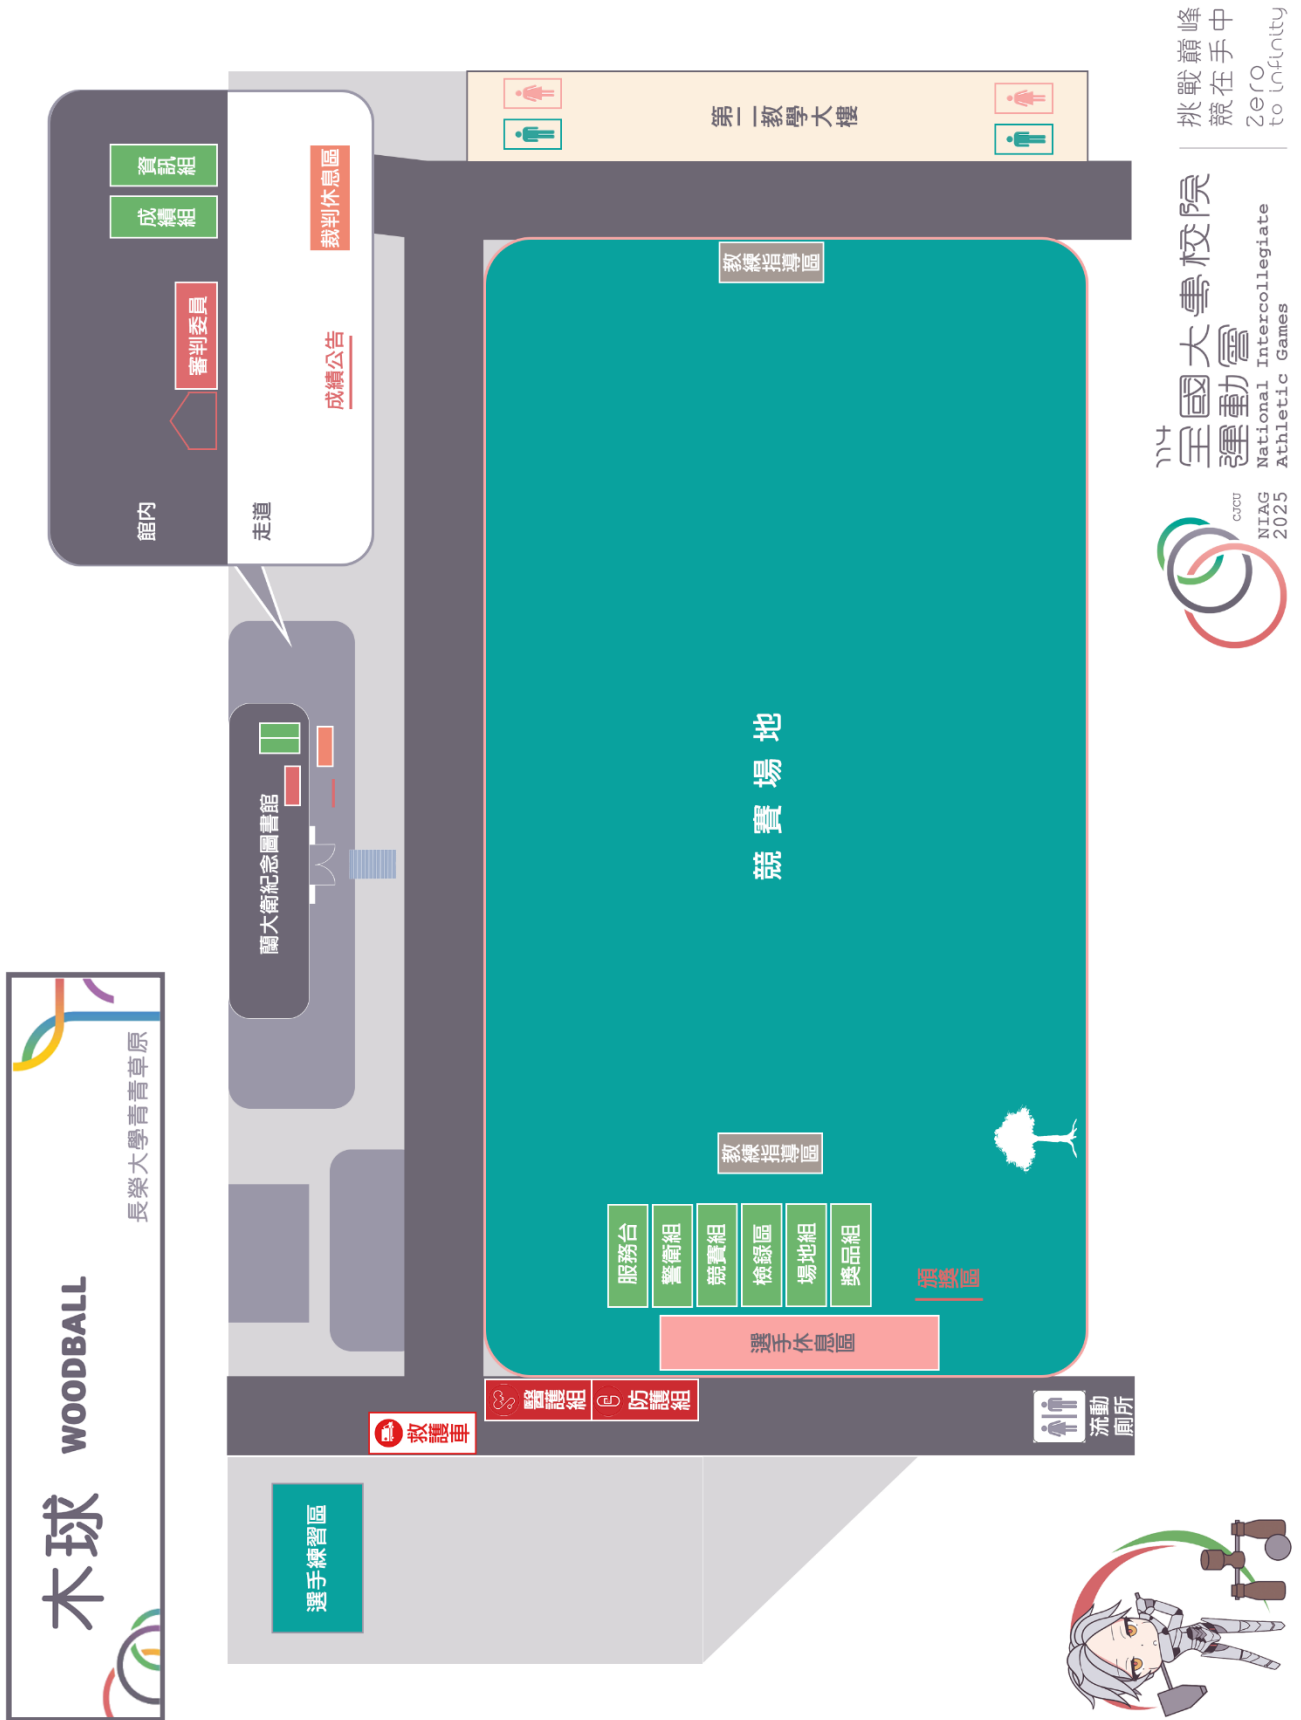 木球 WOODBALL
長榮大學青青草原
館內
審判委員
成績組
資訊組
走道
成績公告
裁判休息區
蘭大衛紀念圖書館
選手練習區
救護車
醫護組
防護組
流動
廁所
選手休息區
服務台
警衛組
競賽組
檢錄區
場地組
獎品組
頒獎區
教練指導區
競賽場地
教練指導區
第二教學大樓
CJCU
NIAG
2025
114
全國大專校院
運動會
National Intercollegiate
Athletic Games
挑戰巔峰
競在手中
zero
to infinity